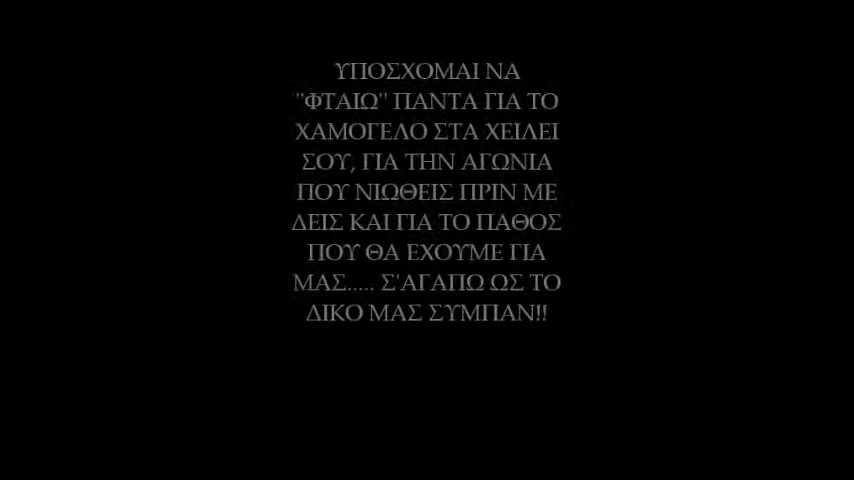 ΥΠΟΣΧΟΜΑΙ ΝΑ
"ΦΤΑΙΩ" ΠΑΝΤΑ ΓΙΑ ΤΟ
ΧΑΜΟΓΕΛΟ ΣΤΑ ΧΕΙΛΕΙ
ΣΟΥ, ΓΙΑ ΤΗΝ ΑΓΩΝΙΑ
ΠΟΥ ΝΙΩΘΕΙΣ ΠΡΙΝ ΜΕ
ΔΕΙΣ ΚΑΙ ΓΙΑ ΤΟ ΠΑΘΟΣ
ΠΟΥ ΘΑ ΕΧΟΥΜΕ ΓΙΑ
ΜΑΣ..... Σ'ΑΓΑΠΩ ΩΣ ΤΟ
ΔΙΚΟ ΜΑΣ ΣΥΜΠΑΝ!!